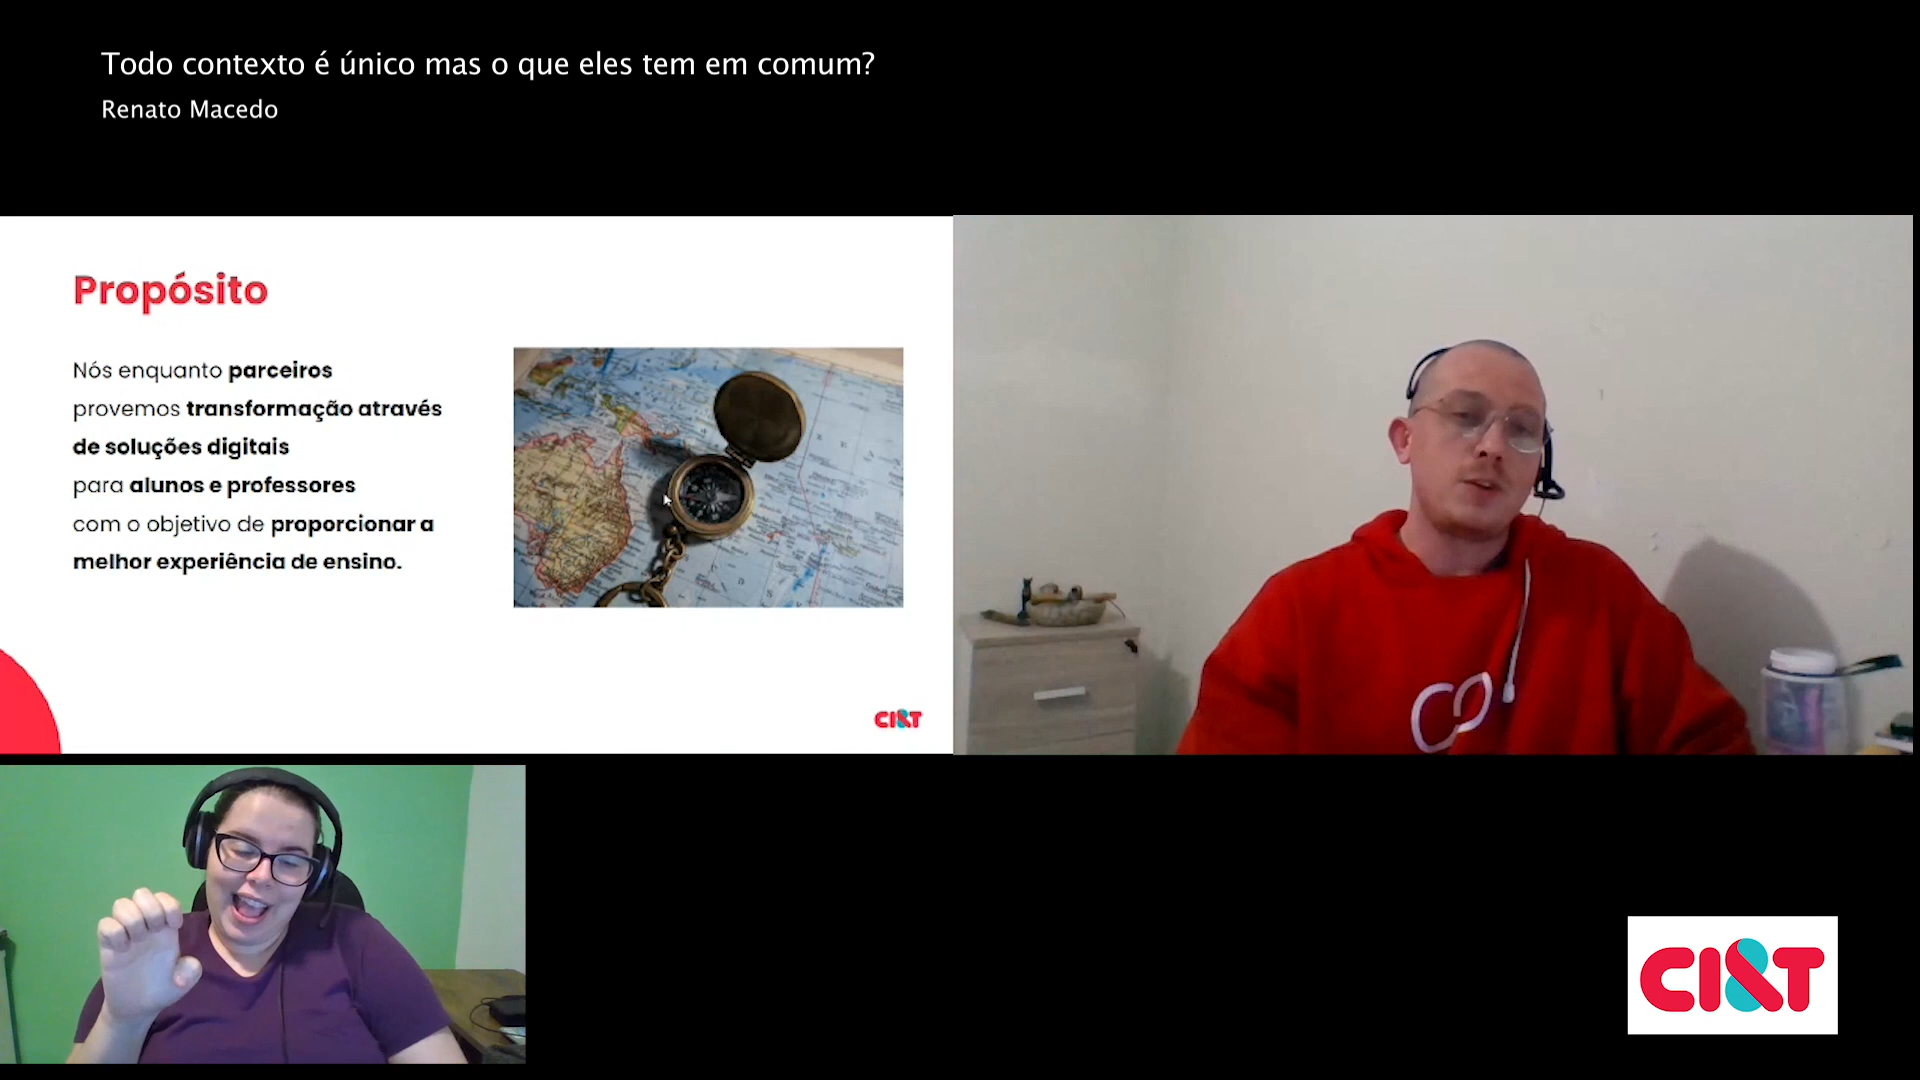 Todo contexto é único mas o que eles tem em comum?
Renato Macedo
Propósito
Nós enquanto parceiros
provemos transformação através
de soluções digitais
para alunos e professores
com o objetivo de proporcionar a
melhor experiência de ensino.
CI&T
CI&T